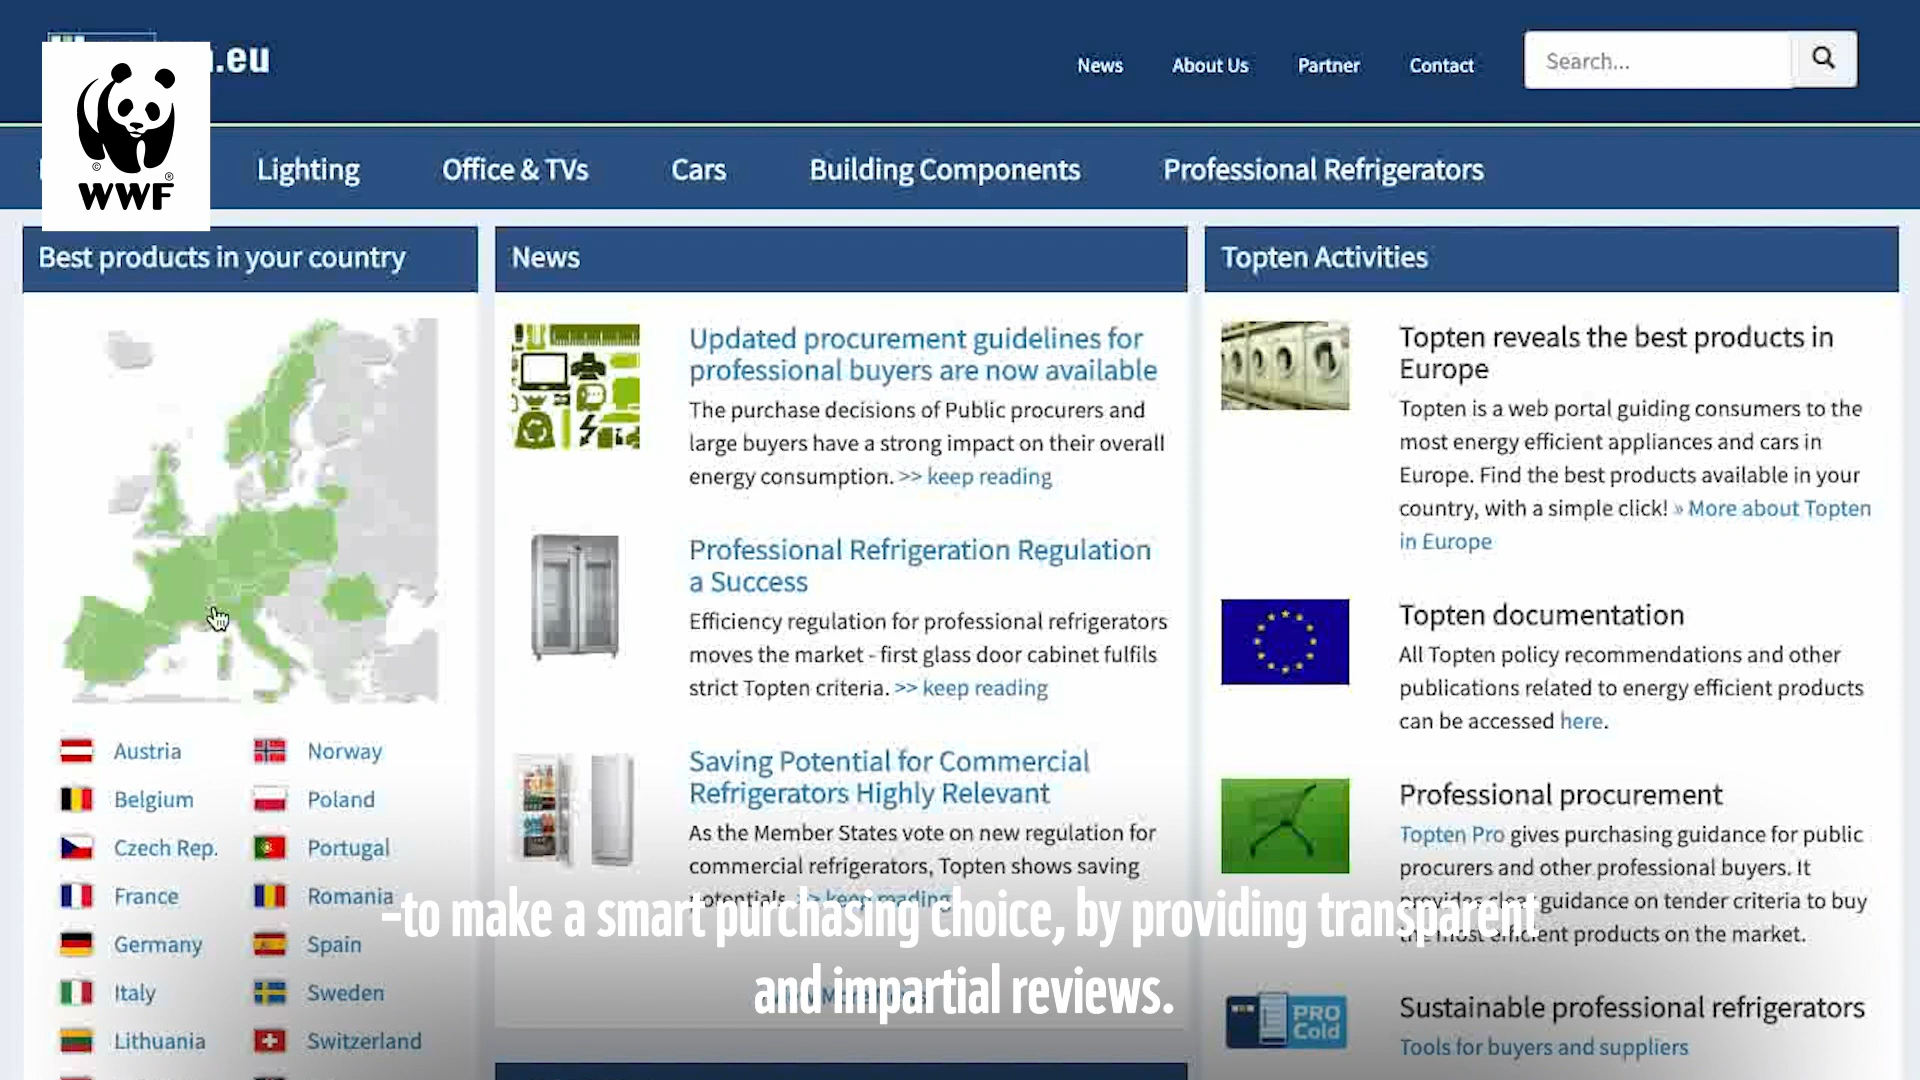 .eu
News
About Us
Partner
Contact
Search...
©
®
WWF
Lighting
Office & TVs
Cars
Building Components
Professional Refrigerators
Best products in your country
Austria
Norway
Belgium
Poland
Czech Rep.
Portugal
France
Romania
Germany
Spain
Italy
Sweden
Lithuania
Switzerland
News
Updated procurement guidelines for
professional buyers are now available
The purchase decisions of Public procurers and
large buyers have a strong impact on their overall
energy consumption. >> keep reading
Professional Refrigeration Regulation
a Success
Efficiency regulation for professional refrigerators
moves the market - first glass door cabinet fulfils
strict Topten criteria. >> keep reading
Saving Potential for Commercial
Refrigerators Highly Relevant
As the Member States vote on new regulation for
commercial refrigerators, Topten shows saving
potentials. >> keep reading
Topten Activities
Topten reveals the best products in
Europe
Topten is a web portal guiding consumers to the
most energy efficient appliances and cars in
Europe. Find the best products available in your
country, with a simple click! » More about Topten
in Europe
Topten documentation
All Topten policy recommendations and other
publications related to energy efficient products
can be accessed here.
Professional procurement
Topten Pro gives purchasing guidance for public
procurers and other professional buyers. It
provides clear guidance on tender criteria to buy
the most efficient products on the market.
PRO
Cold
Sustainable professional refrigerators
Tools for buyers and suppliers
-to make a smart purchasing choice, by providing transparent
and impartial reviews.